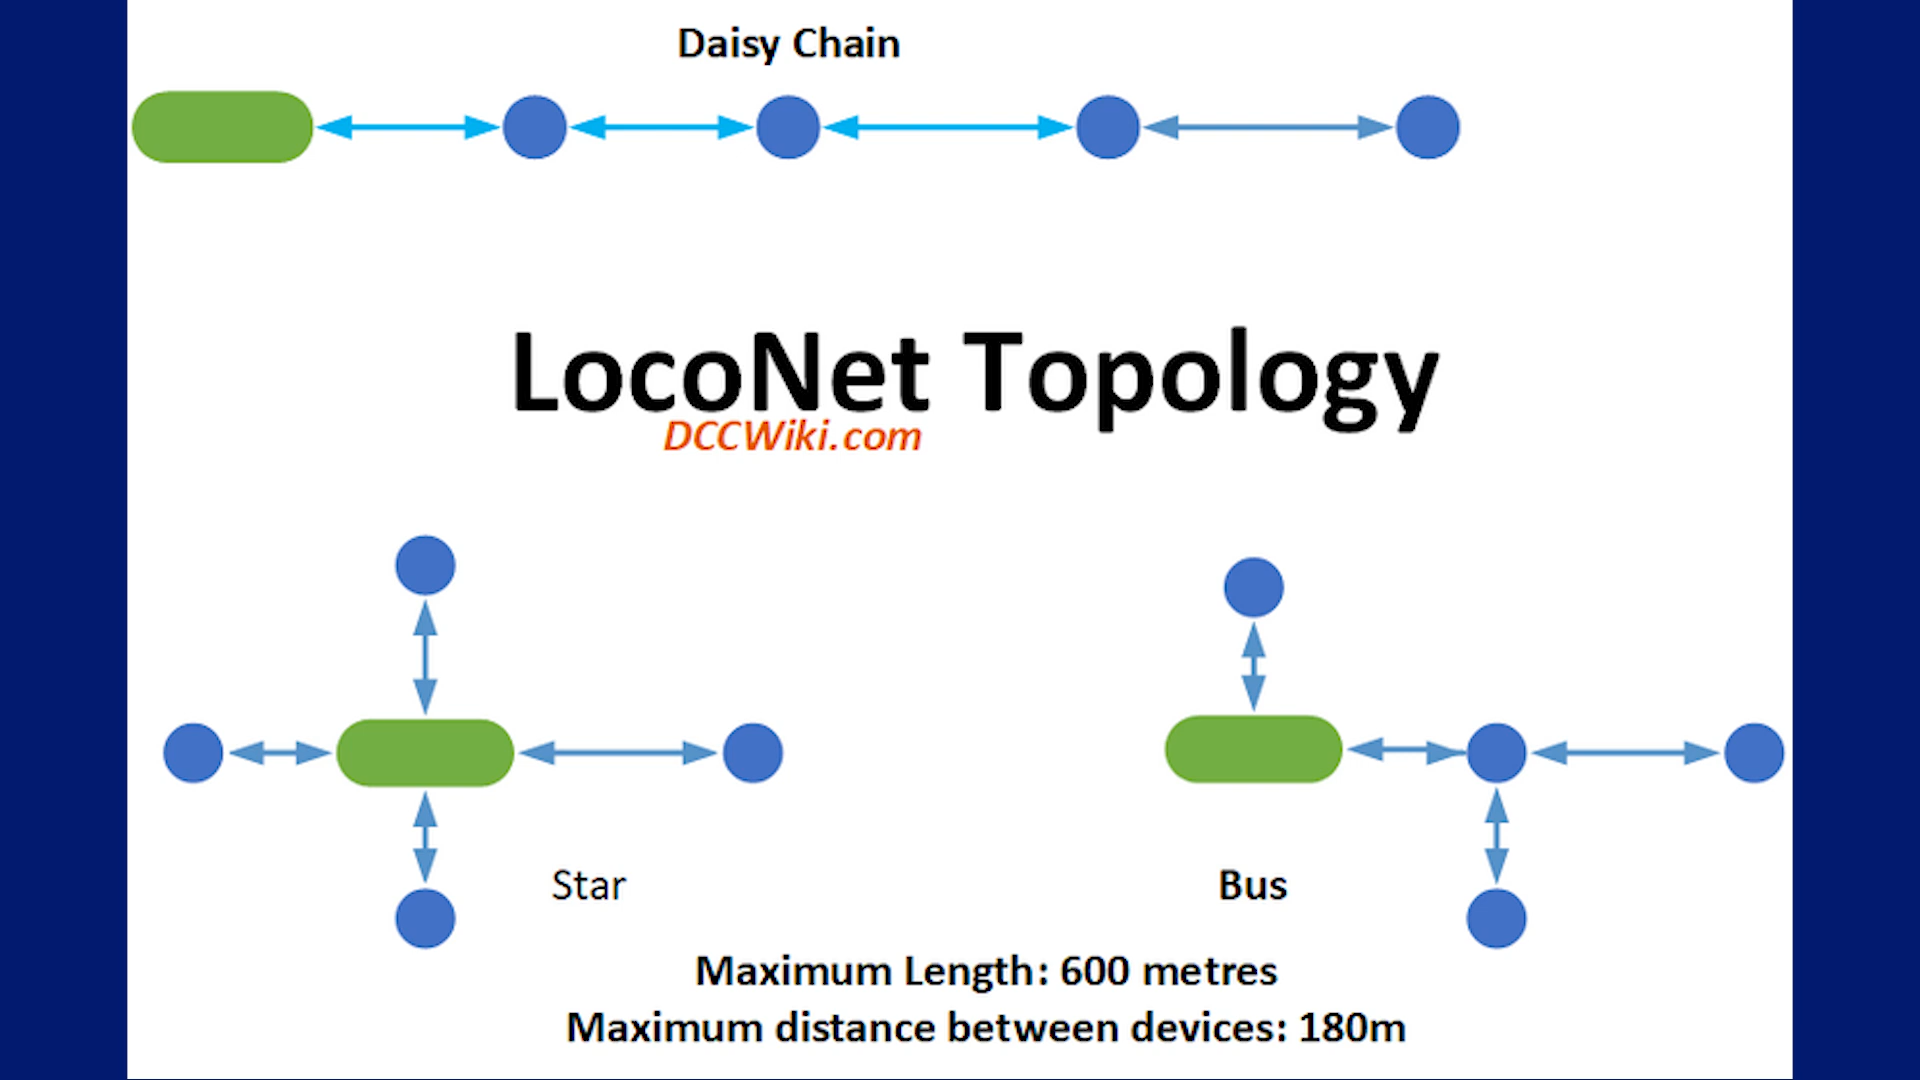 Daisy Chain
LocoNet Topology
DCCWiki.com
Star
Bus
Maximum Length: 600 metres
Maximum distance between devices: 180m